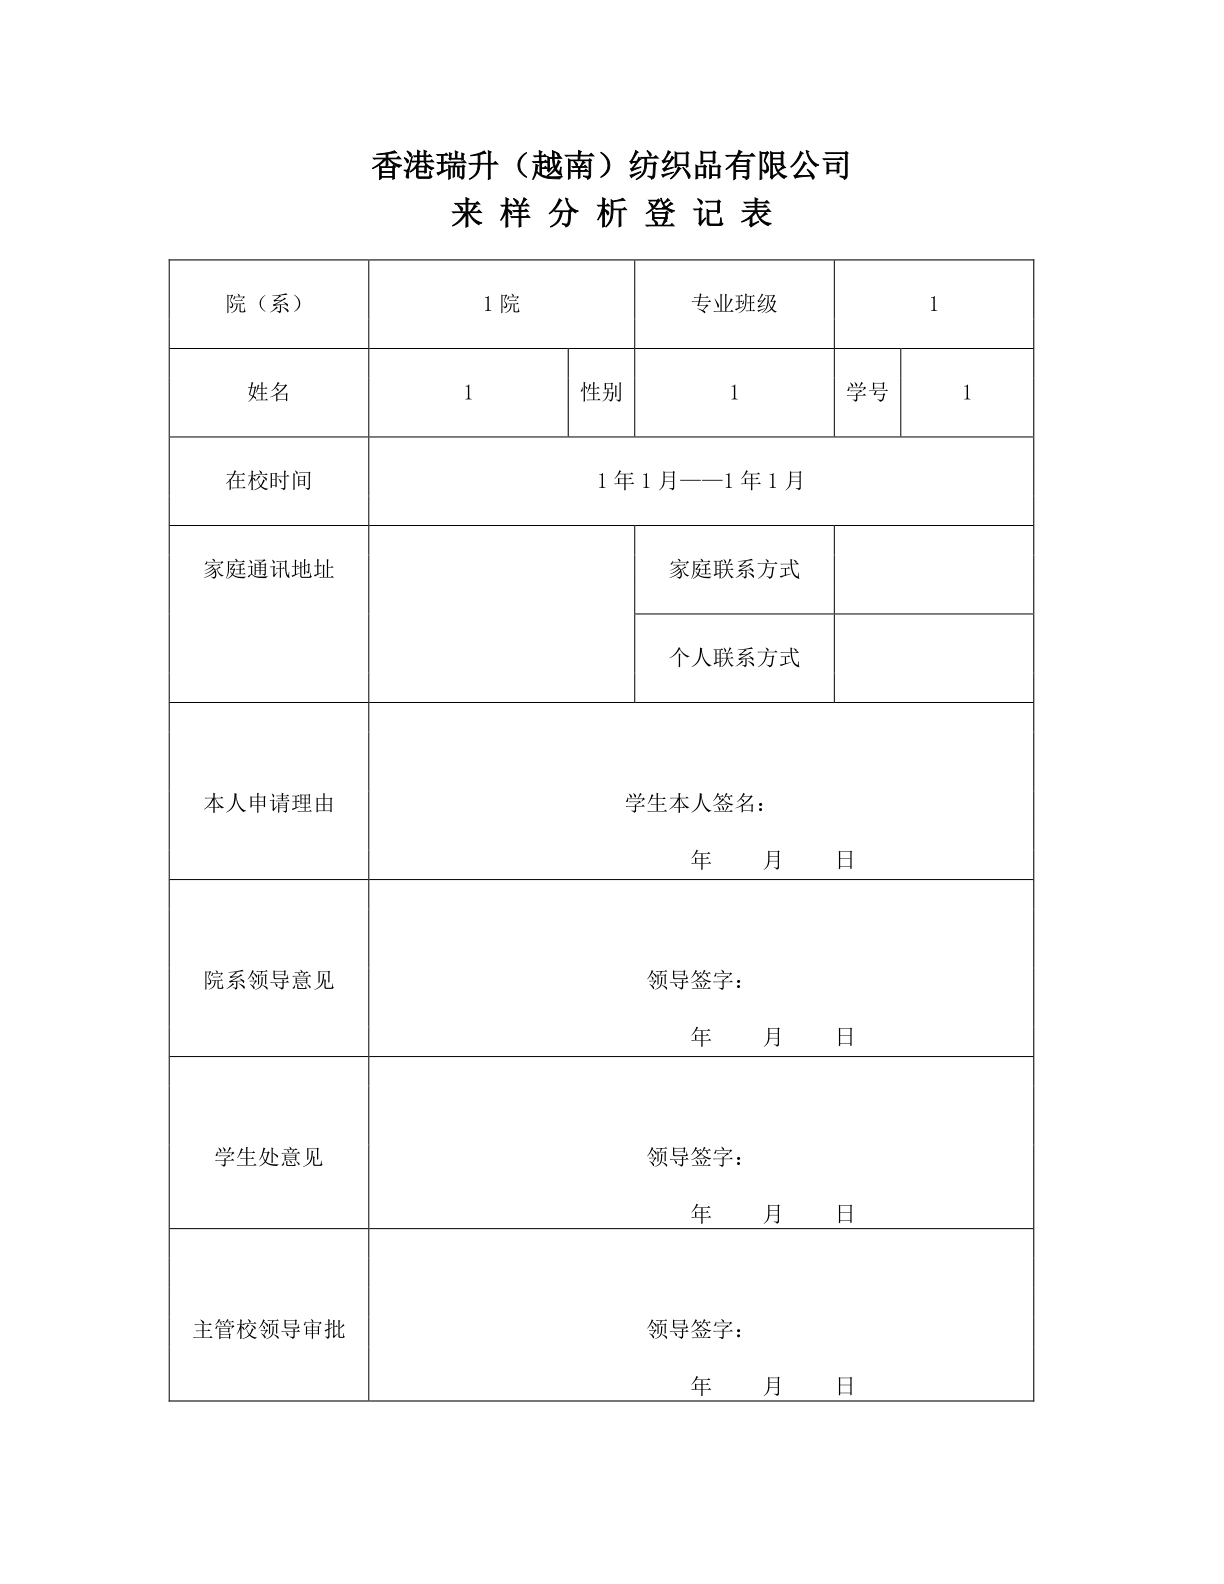 香港瑞升（越南）纺织品有限公司
来 样 分 析 登 记 表
院（系） 1 院 专业班级 1
姓名 1 性别 1 学号 1
在校时间 1 年 1 月——1 年 1 月
家庭通讯地址 家庭联系方式
个人联系方式
本人申请理由 学生本人签名：
年 月 日
院系领导意见 领导签字：
年 月 日
学生处意见 领导签字：
年 月 日
主管校领导审批 领导签字：
年 月 日